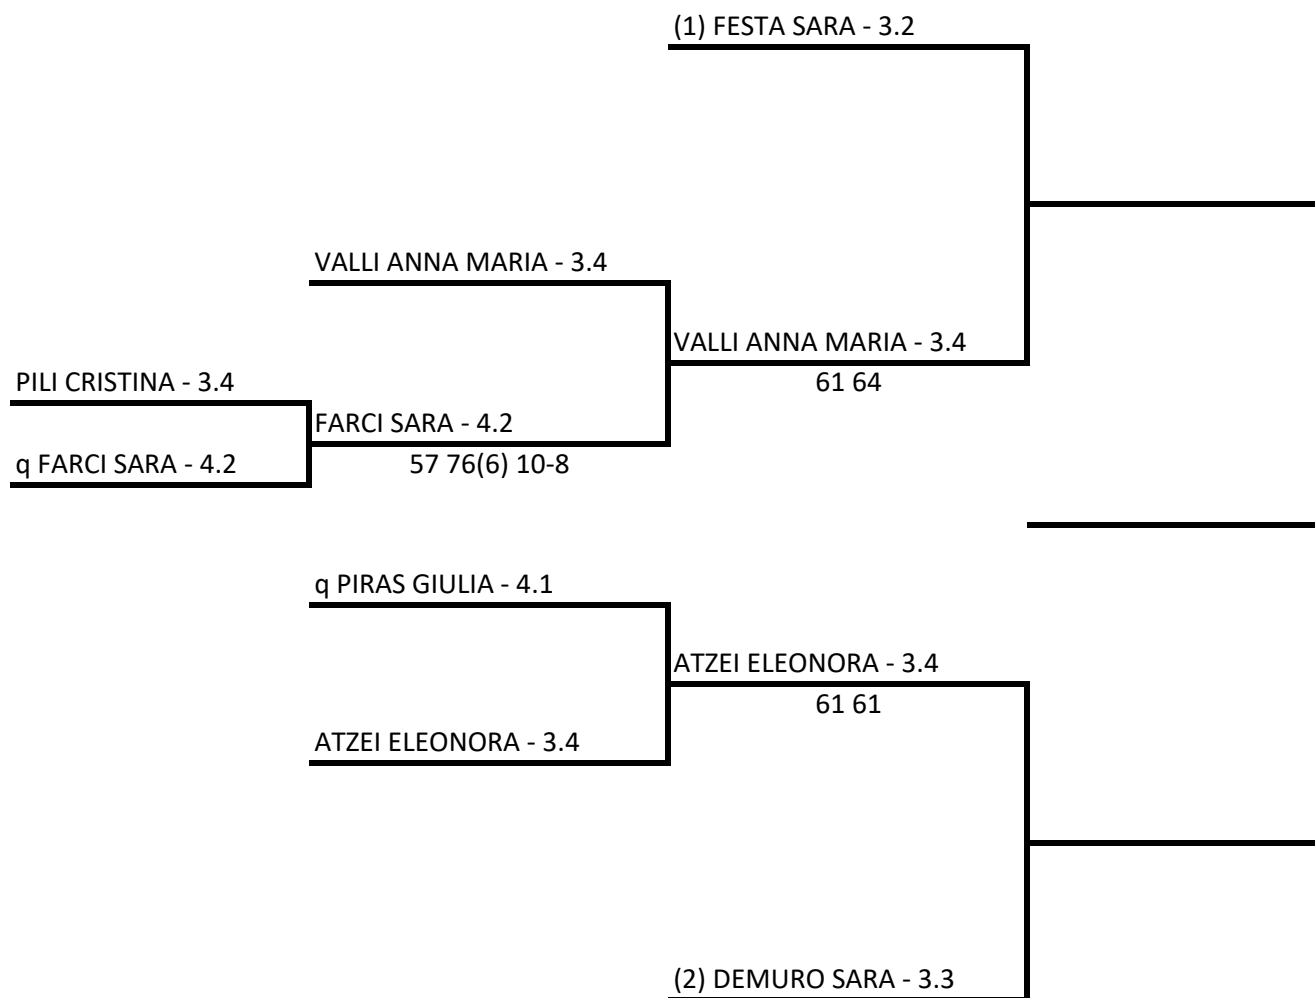 (1) FESTA SARA - 3.2
VALLI ANNA MARIA - 3.4
VALLI ANNA MARIA - 3.4
61 64
PILI CRISTINA - 3.4
FARCI SARA - 4.2
57 76(6) 10-8
q FARCI SARA - 4.2
q PIRAS GIULIA - 4.1
ATZEI ELEONORA - 3.4
61 61
ATZEI ELEONORA - 3.4
(2) DEMURO SARA - 3.3